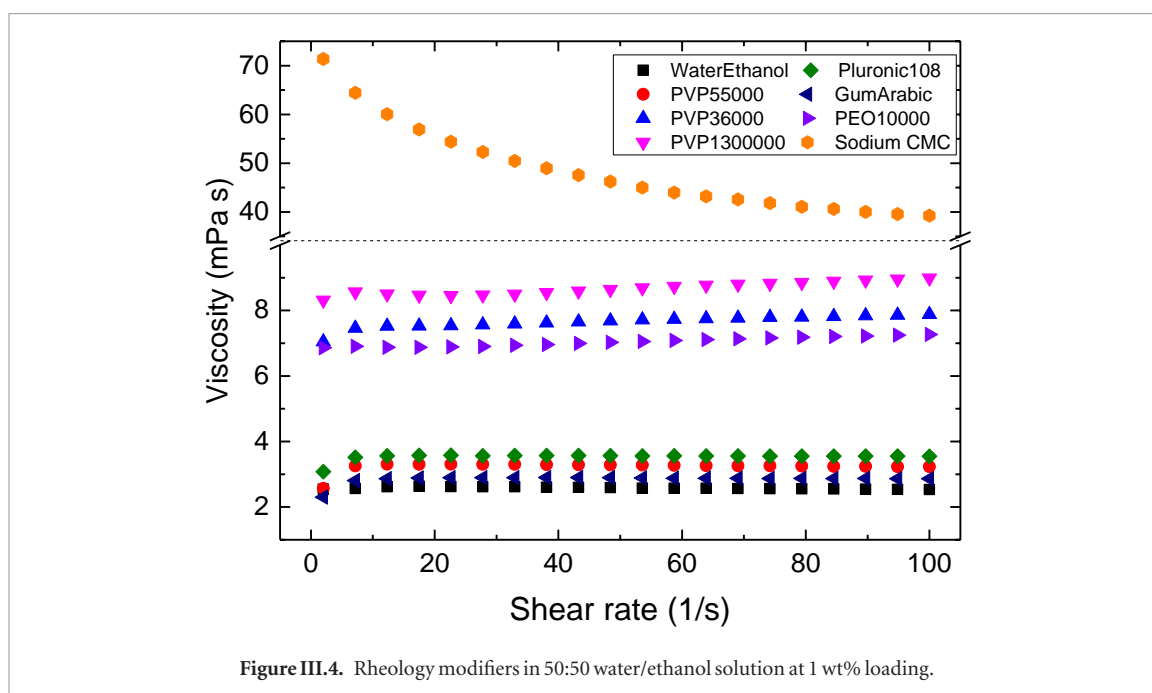 70
60
50
40
8
6
4
2
Viscosity (mPa s)
WaterEthanol
PVP55000
PVP36000
PVP1300000
Pluronic108
GumArabic
PEO10000
Sodium CMC
0 20 40 60 80 100
Shear rate (1/s)
Figure III.4. Rheology modifiers in 50:50 water/ethanol solution at 1 wt% loading.